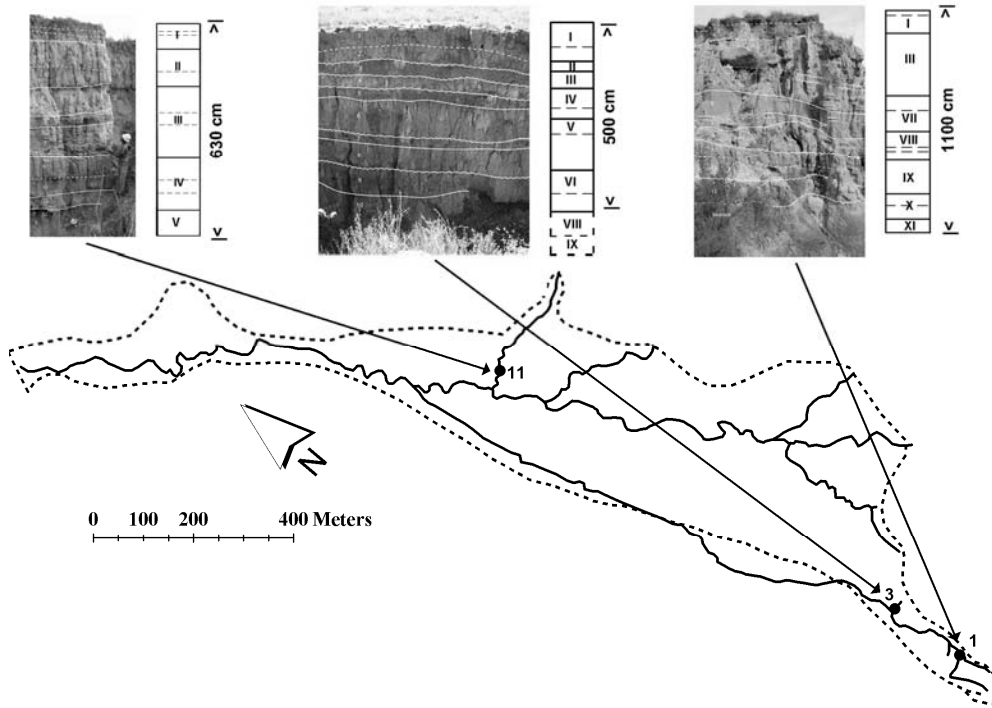 I
II
III
IV
V
630 cm
I
II
III
IV
V
VI
VIII
IX
500 cm
I
III
VII
VIII
IX
X
XI
1100 cm
11
3
1
N
0 100 200 400 Meters